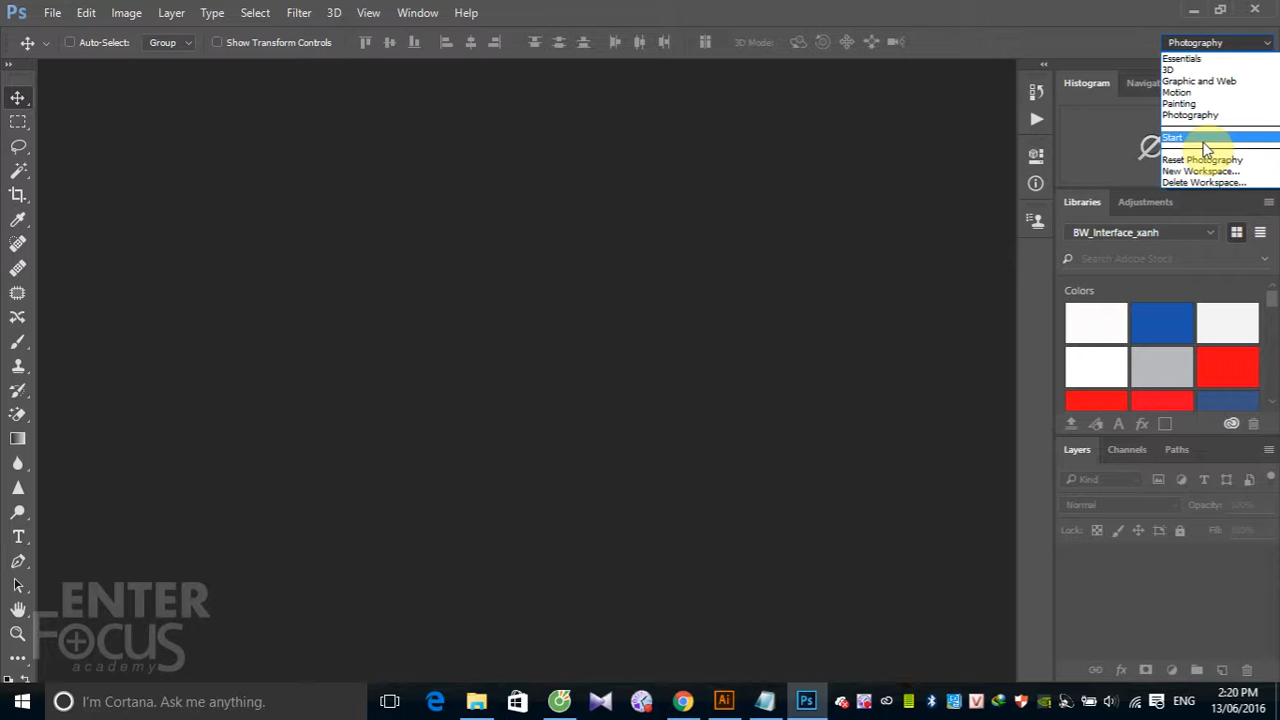 Ps File Edit Image Layer Type Select Filter 3D View Window Help
Auto-Select: Group Show Transform Controls 3D Mode: Photography
Essentials
3D
Graphic and Web
Motion
Painting
Photography
Start
Reset Photography
New Workspace...
Delete Workspace...
Histogram
Libraries Adjustments
BW_Interface_xanh
Search Adobe Stock
Colors
Layers Channels Paths
Kind
Normal Opacity: 100%
Lock: Fill: 100%
ENTER
FOCUS
academy
I'm Cortana. Ask me anything.
ENG
2:20 PM
13/06/2016